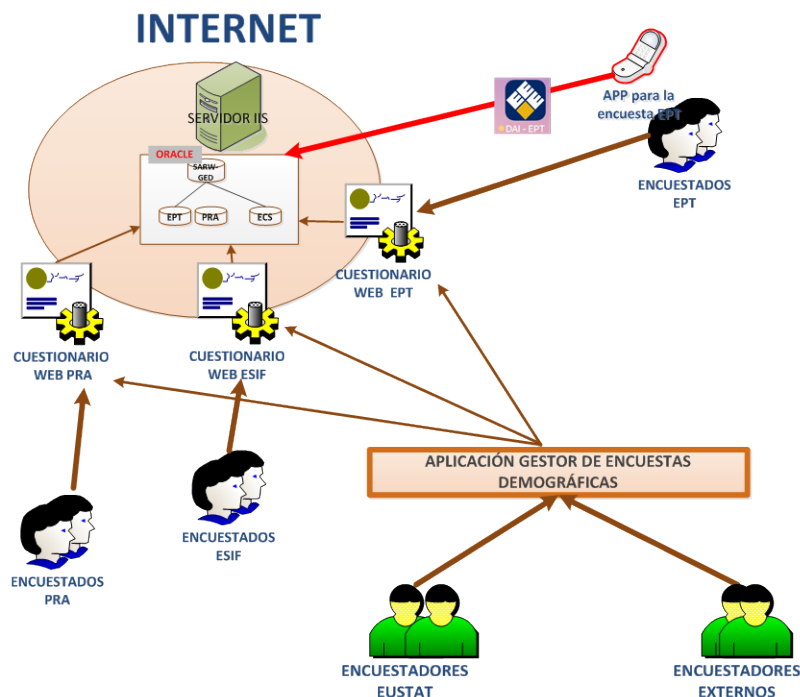 INTERNET
SERVIDOR IIS
ORACLE
SARW-
GED
EPT
PRA
ECS
DAI - EPT
APP para la
encuesta EPT
ENCUESTADOS
EPT
CUESTIONARIO
WEB EPT
CUESTIONARIO
WEB PRA
CUESTIONARIO
WEB ESIF
APLICACIÓN GESTOR DE ENCUESTAS
DEMOGRÁFICAS
ENCUESTADOS
PRA
ENCUESTADOS
ESIF
ENCUESTADORES
EUSTAT
ENCUESTADORES
EXTERNOS